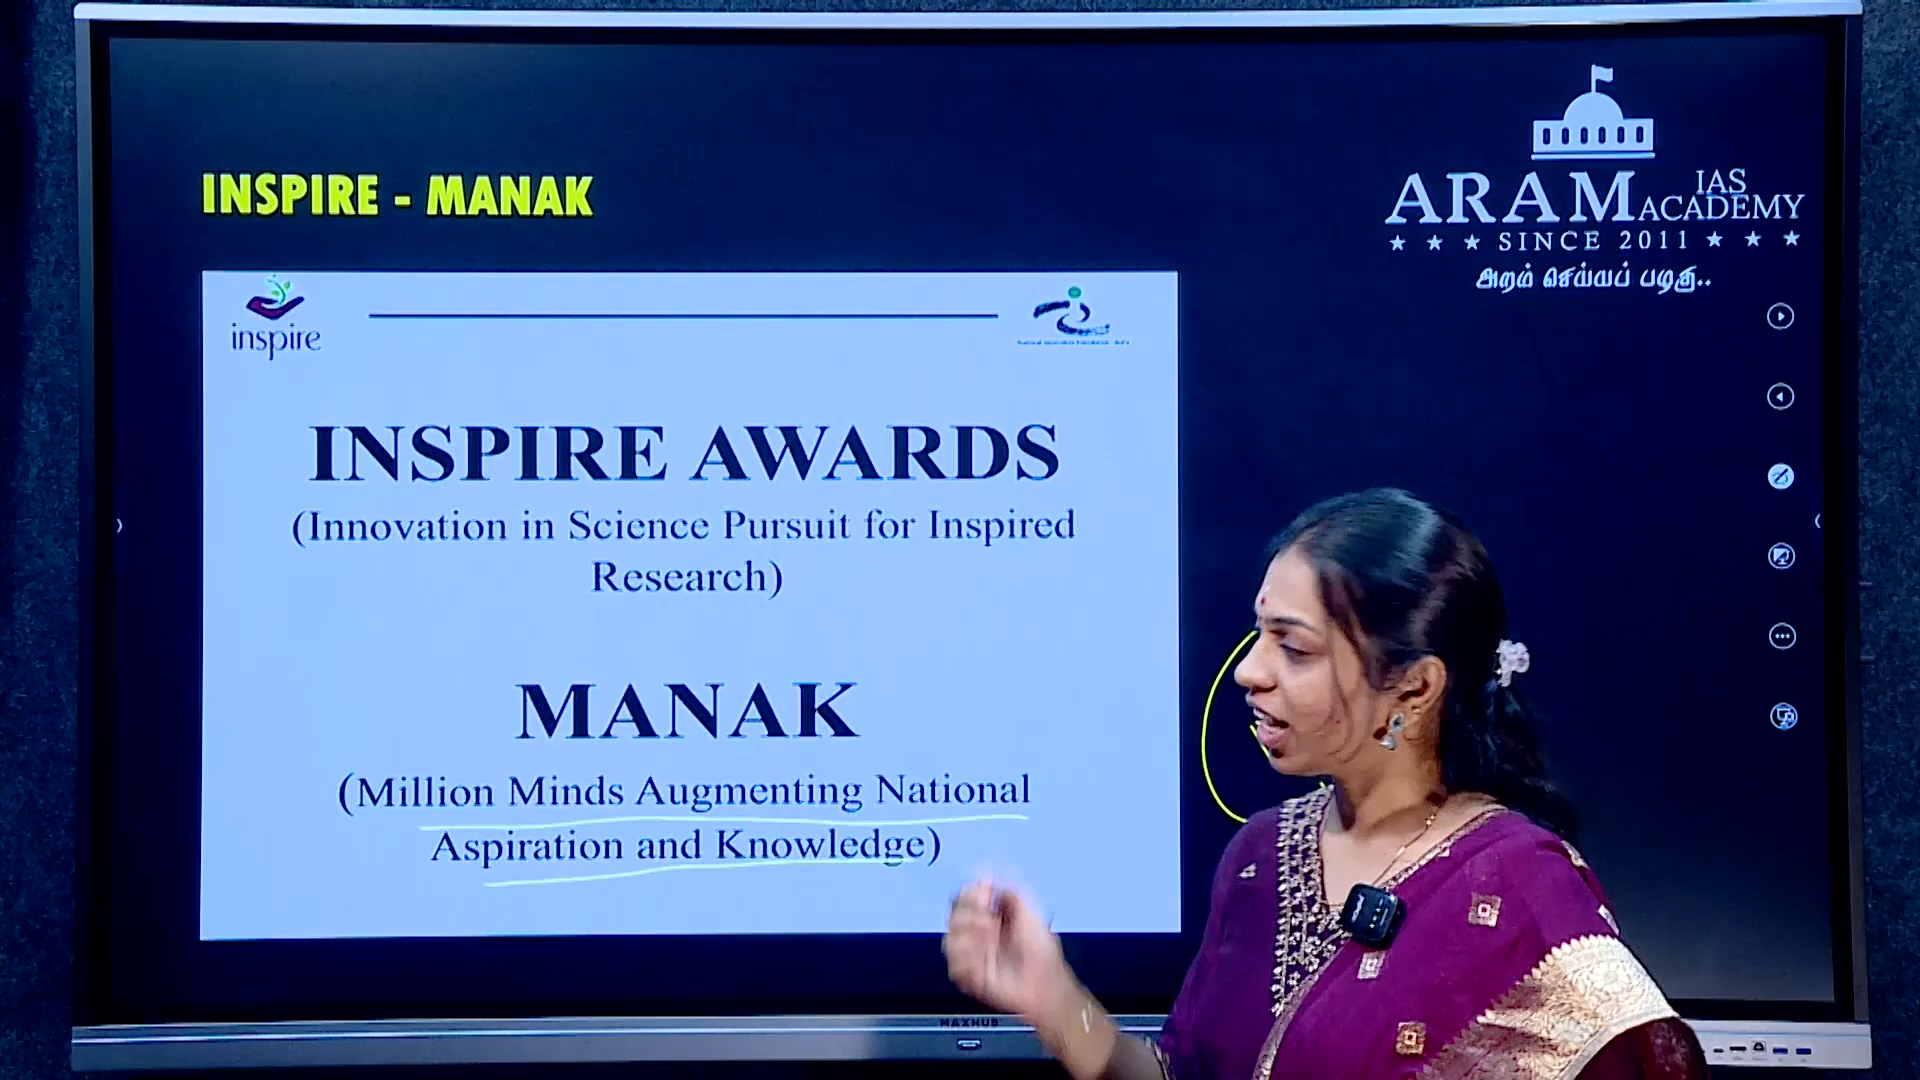 INSPIRE - MANAK
ARAM IAS ACADEMY
★ ★ ★ SINCE 2011 ★ ★ ★
அறம் செய்யப் பழகு..
inspire
INSPIRE AWARDS
(Innovation in Science Pursuit for Inspired
Research)
MANAK
(Million Minds Augmenting National
Aspiration and Knowledge)
MAXHUB